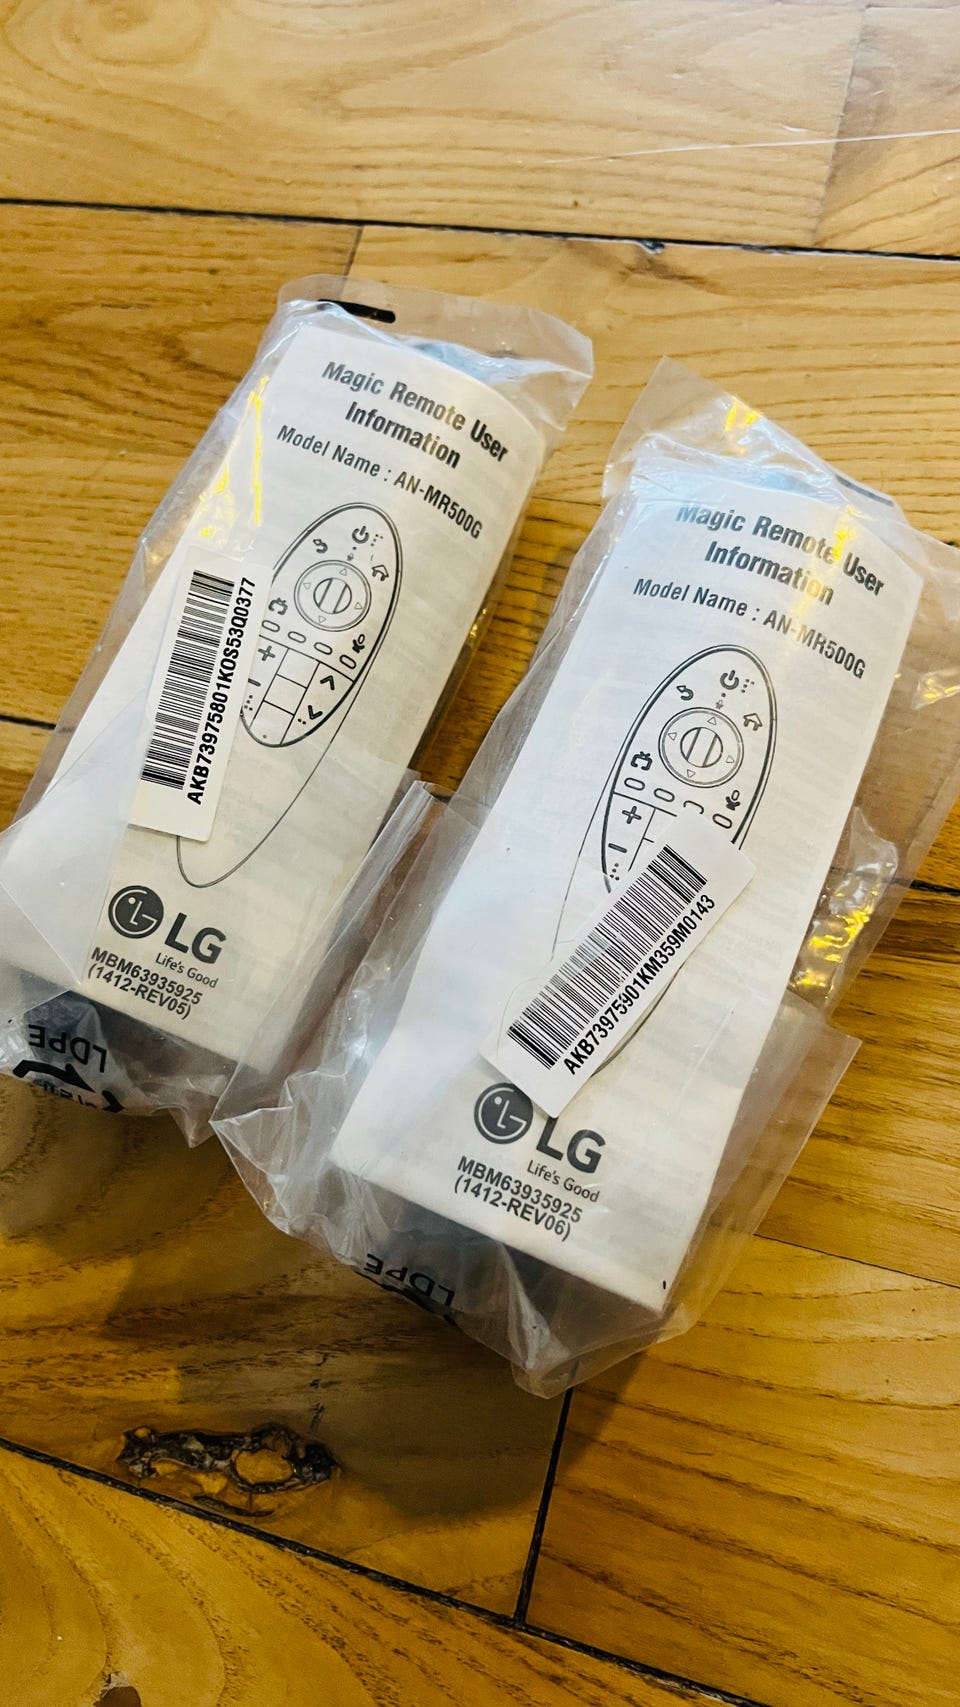 Magic Remote User
Information
Model Name : AN-MR500G
AKB73975801KOS53Q0377
LG
Life's Good
MBM63935925
(1412-REV05)
LDPE
Magic Remote User
Information
Model Name : AN-MR500G
AKB73975901KM359M0143
LG
Life's Good
MBM63935925
(1412-REV06)
LDPE